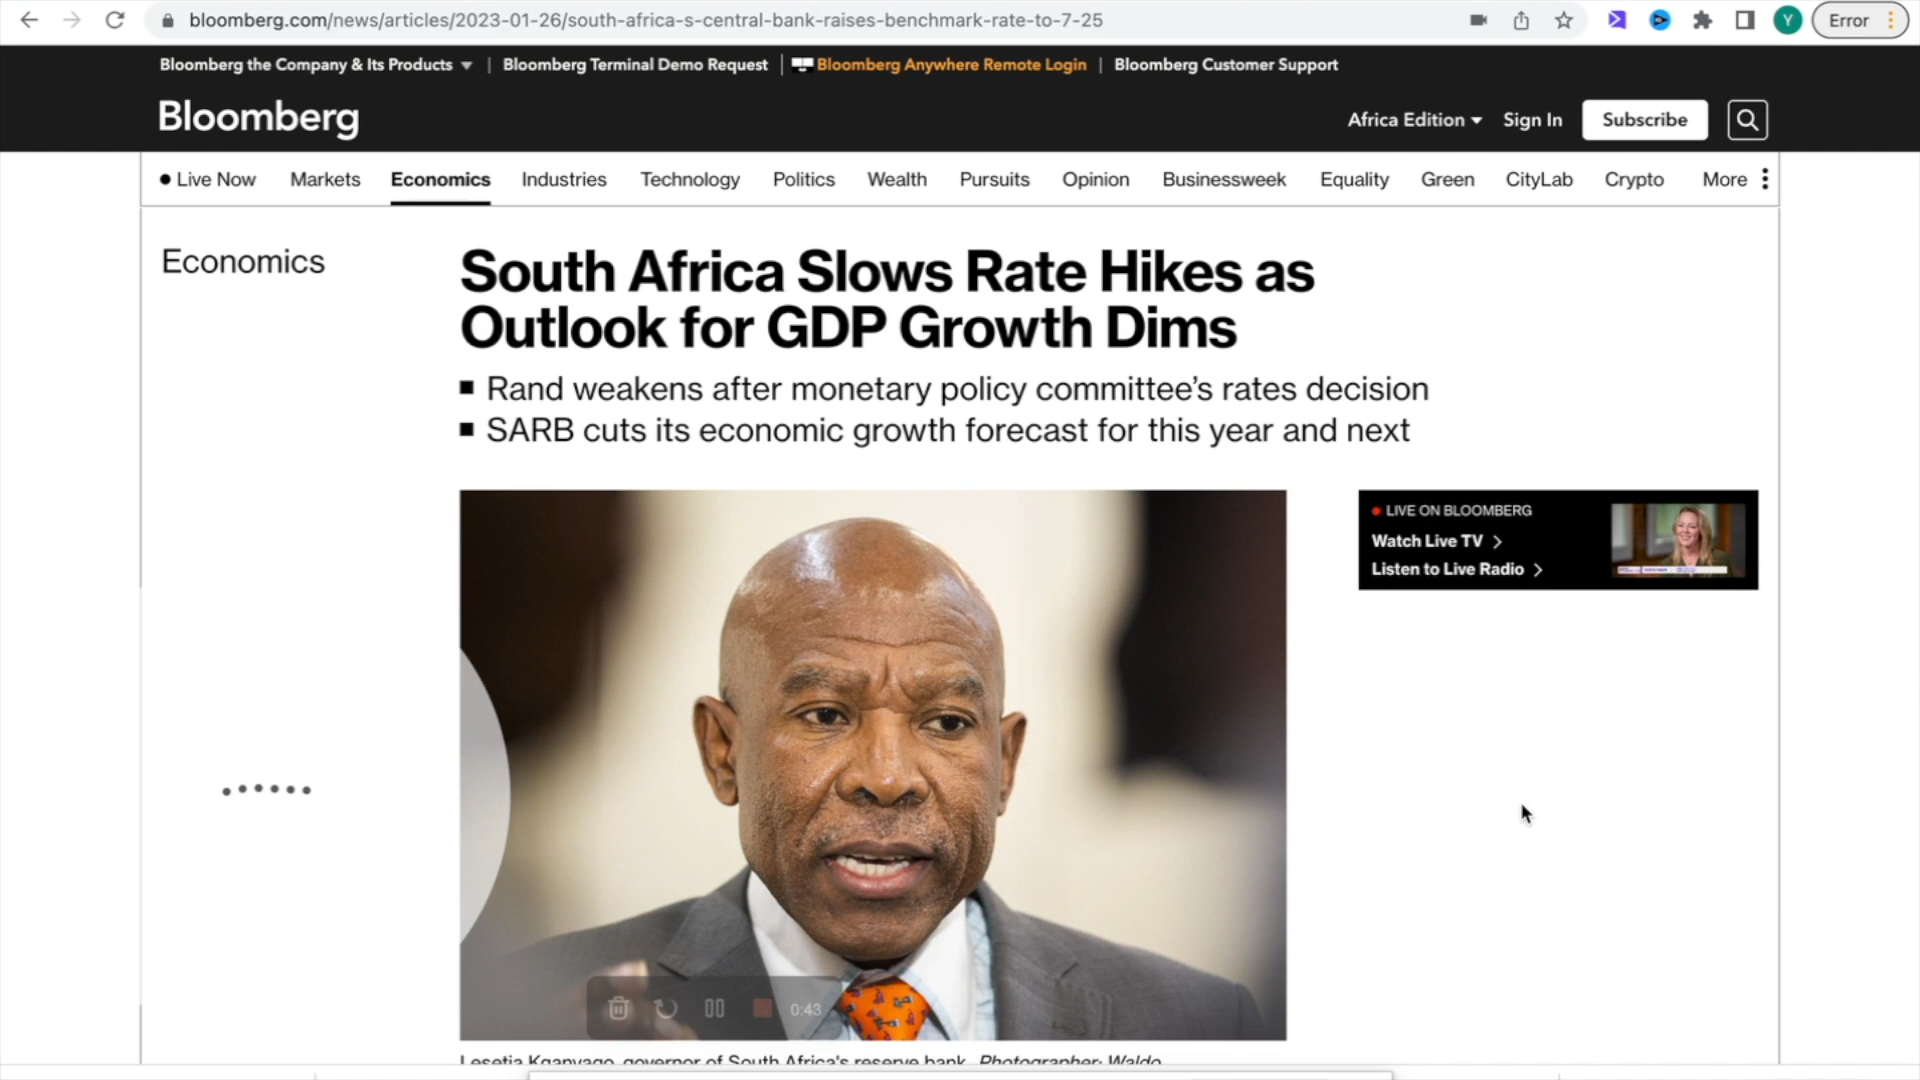 bloomberg.com/news/articles/2023-01-26/south-africa-s-central-bank-raises-benchmark-rate-to-7-25
Y
Error
Bloomberg the Company & Its Products
Bloomberg Terminal Demo Request
Bloomberg Anywhere Remote Login
Bloomberg Customer Support
Bloomberg
Africa Edition
Sign In
Subscribe
Live Now
Markets
Economics
Industries
Technology
Politics
Wealth
Pursuits
Opinion
Businessweek
Equality
Green
CityLab
Crypto
More
Economics
South Africa Slows Rate Hikes as
Outlook for GDP Growth Dims
Rand weakens after monetary policy committee’s rates decision
SARB cuts its economic growth forecast for this year and next
LIVE ON BLOOMBERG
Watch Live TV
Listen to Live Radio
0:43
Lesetja Kganyago, governor of South Africa's reserve bank. Photographer: Waldo